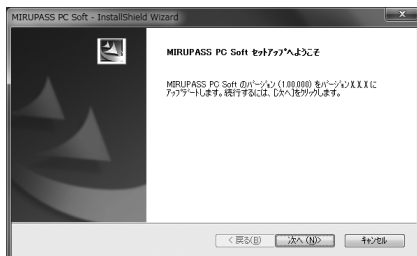 MIRUPASS PC Soft - InstallShield Wizard
MIRUPASS PC Soft ｾｯﾄｱｯﾌﾟへようこそ
MIRUPASS PC Soft のﾊﾞｰｼﾞｮﾝ (1.00.000) をﾊﾞｰｼﾞｮﾝX.X.X に
ｱｯﾌﾟﾃﾞｰﾄします。続行するには、[次へ]をｸﾘｯｸします。
< 戻る(B)
次へ (N)>
ｷｬﾝｾﾙ